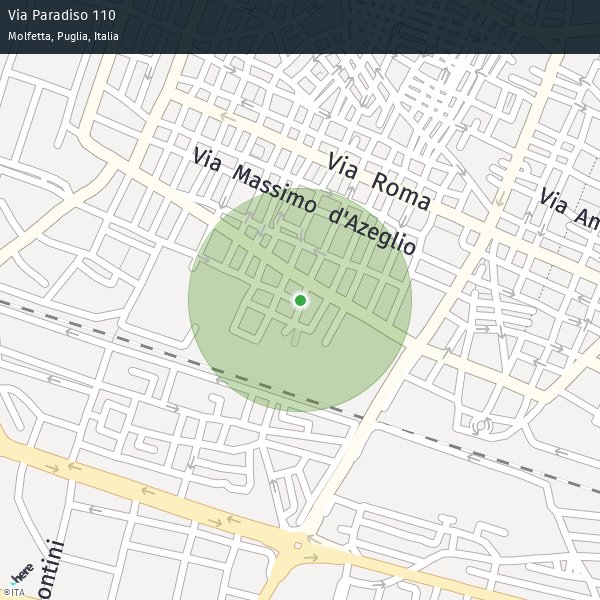 Via Paradiso 110
Molfetta, Puglia, Italia
Via Roma
Via Massimo d'Azeglio
Via Am
ontini
here
©ITA